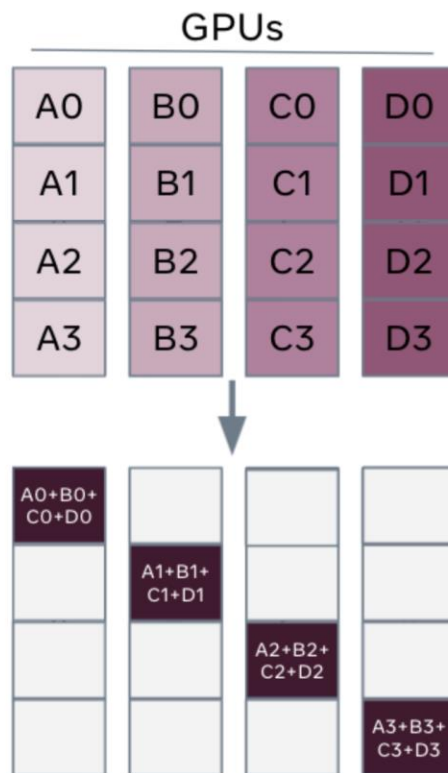 GPUs
A0 B0 C0 D0
A1 B1 C1 D1
A2 B2 C2 D2
A3 B3 C3 D3
A0+B0+
C0+D0
A1+B1+
C1+D1
A2+B2+
C2+D2
A3+B3+
C3+D3